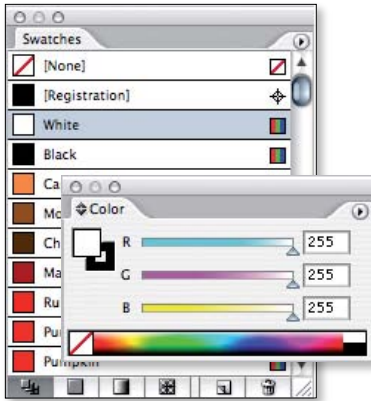 Swatches
[None]
[Registration]
White
Black
Ca
Mo
Ch
Ma
Ru
Pu
Pumpkin
Color
R 255
G 255
B 255